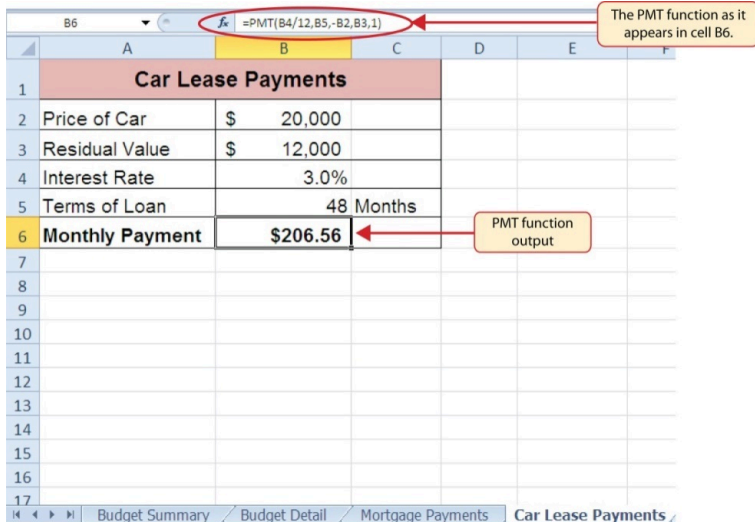 B6 fx =PMT(B4/12,B5,-B2,B3,1)
The PMT function as it
appears in cell B6.
A B C D E F
1 Car Lease Payments
2 Price of Car $ 20,000
3 Residual Value $ 12,000
4 Interest Rate 3.0%
5 Terms of Loan 48 Months
6 Monthly Payment $206.56
PMT function
output
7
8
9
10
11
12
13
14
15
16
17
Budget Summary Budget Detail Mortgage Payments Car Lease Payments